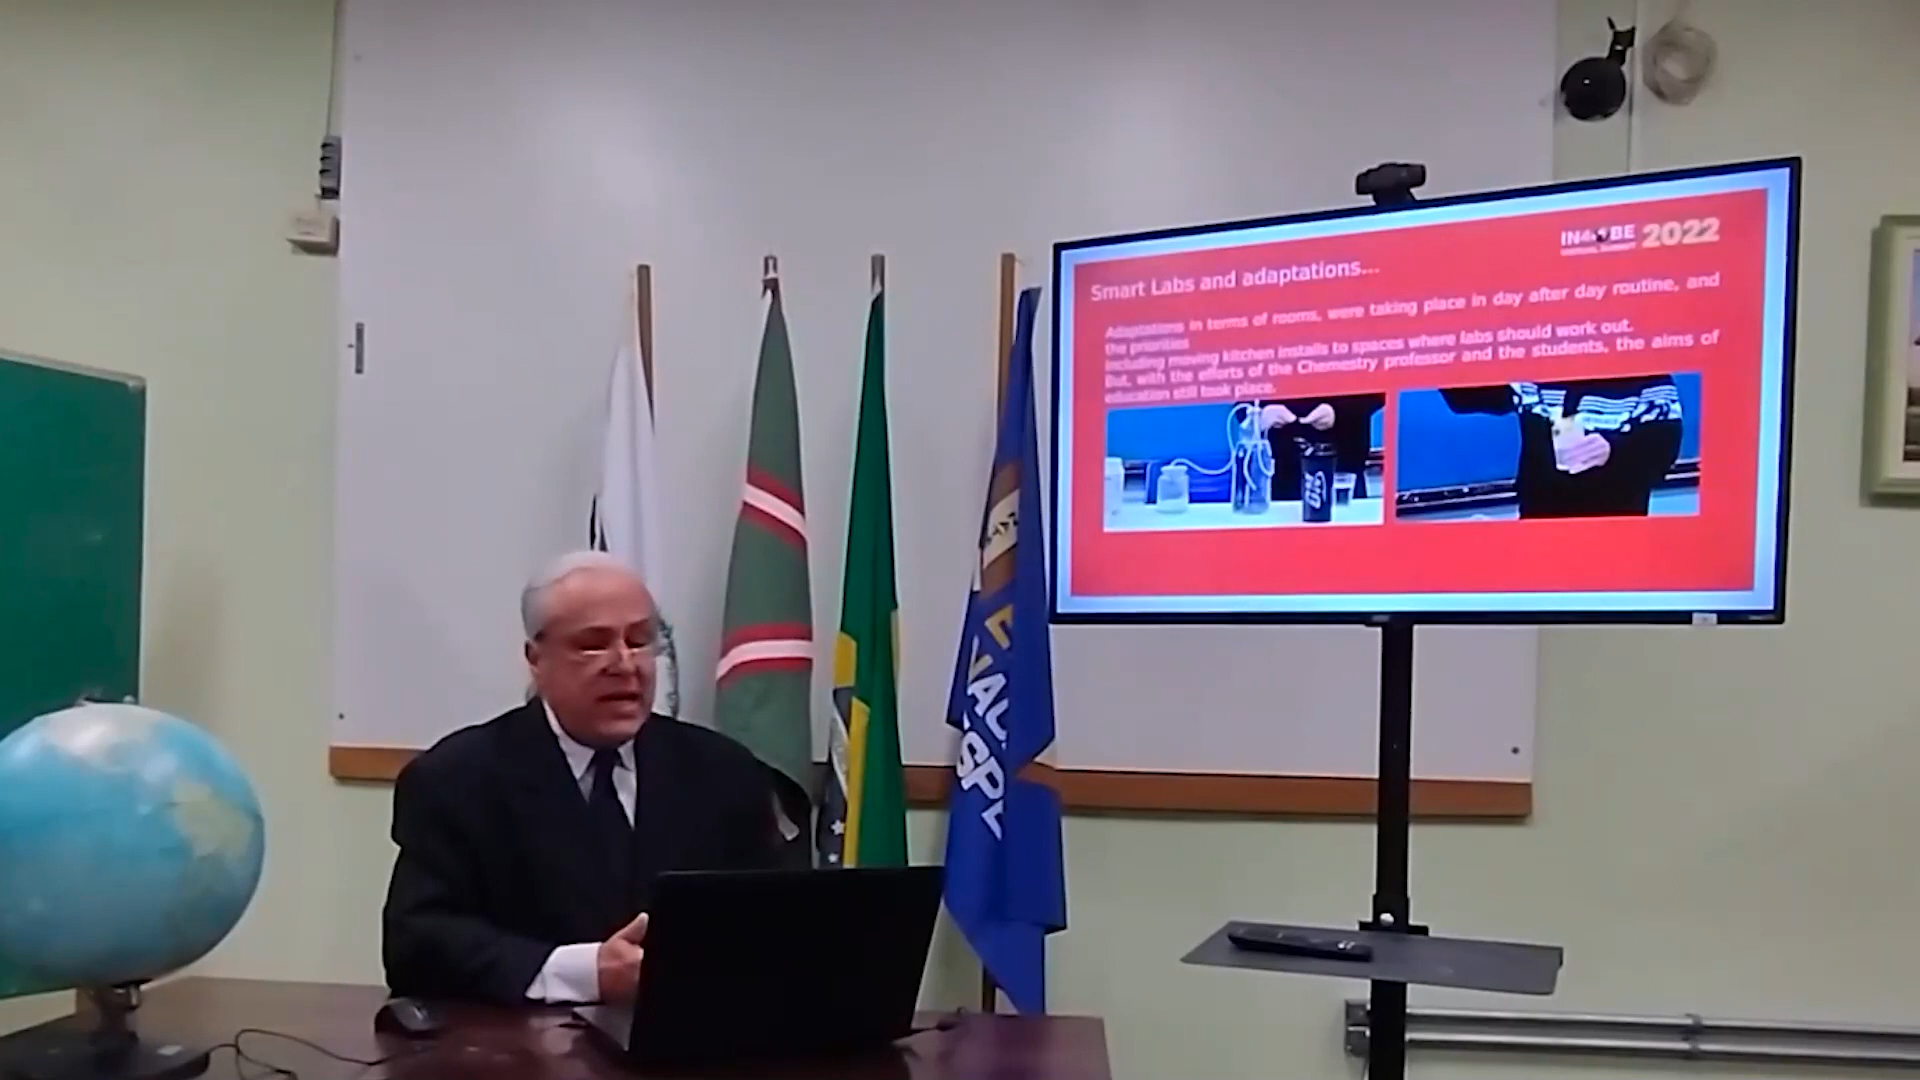 2022
Smart Labs and adaptations...
Adaptations in terms of rooms, were taking place in day after day routine, and
the priorities
Including moving kitchen installs to spaces where labs should work out.
But, with the efforts of the Chemestry professor and the students, the aims of
education still took place.